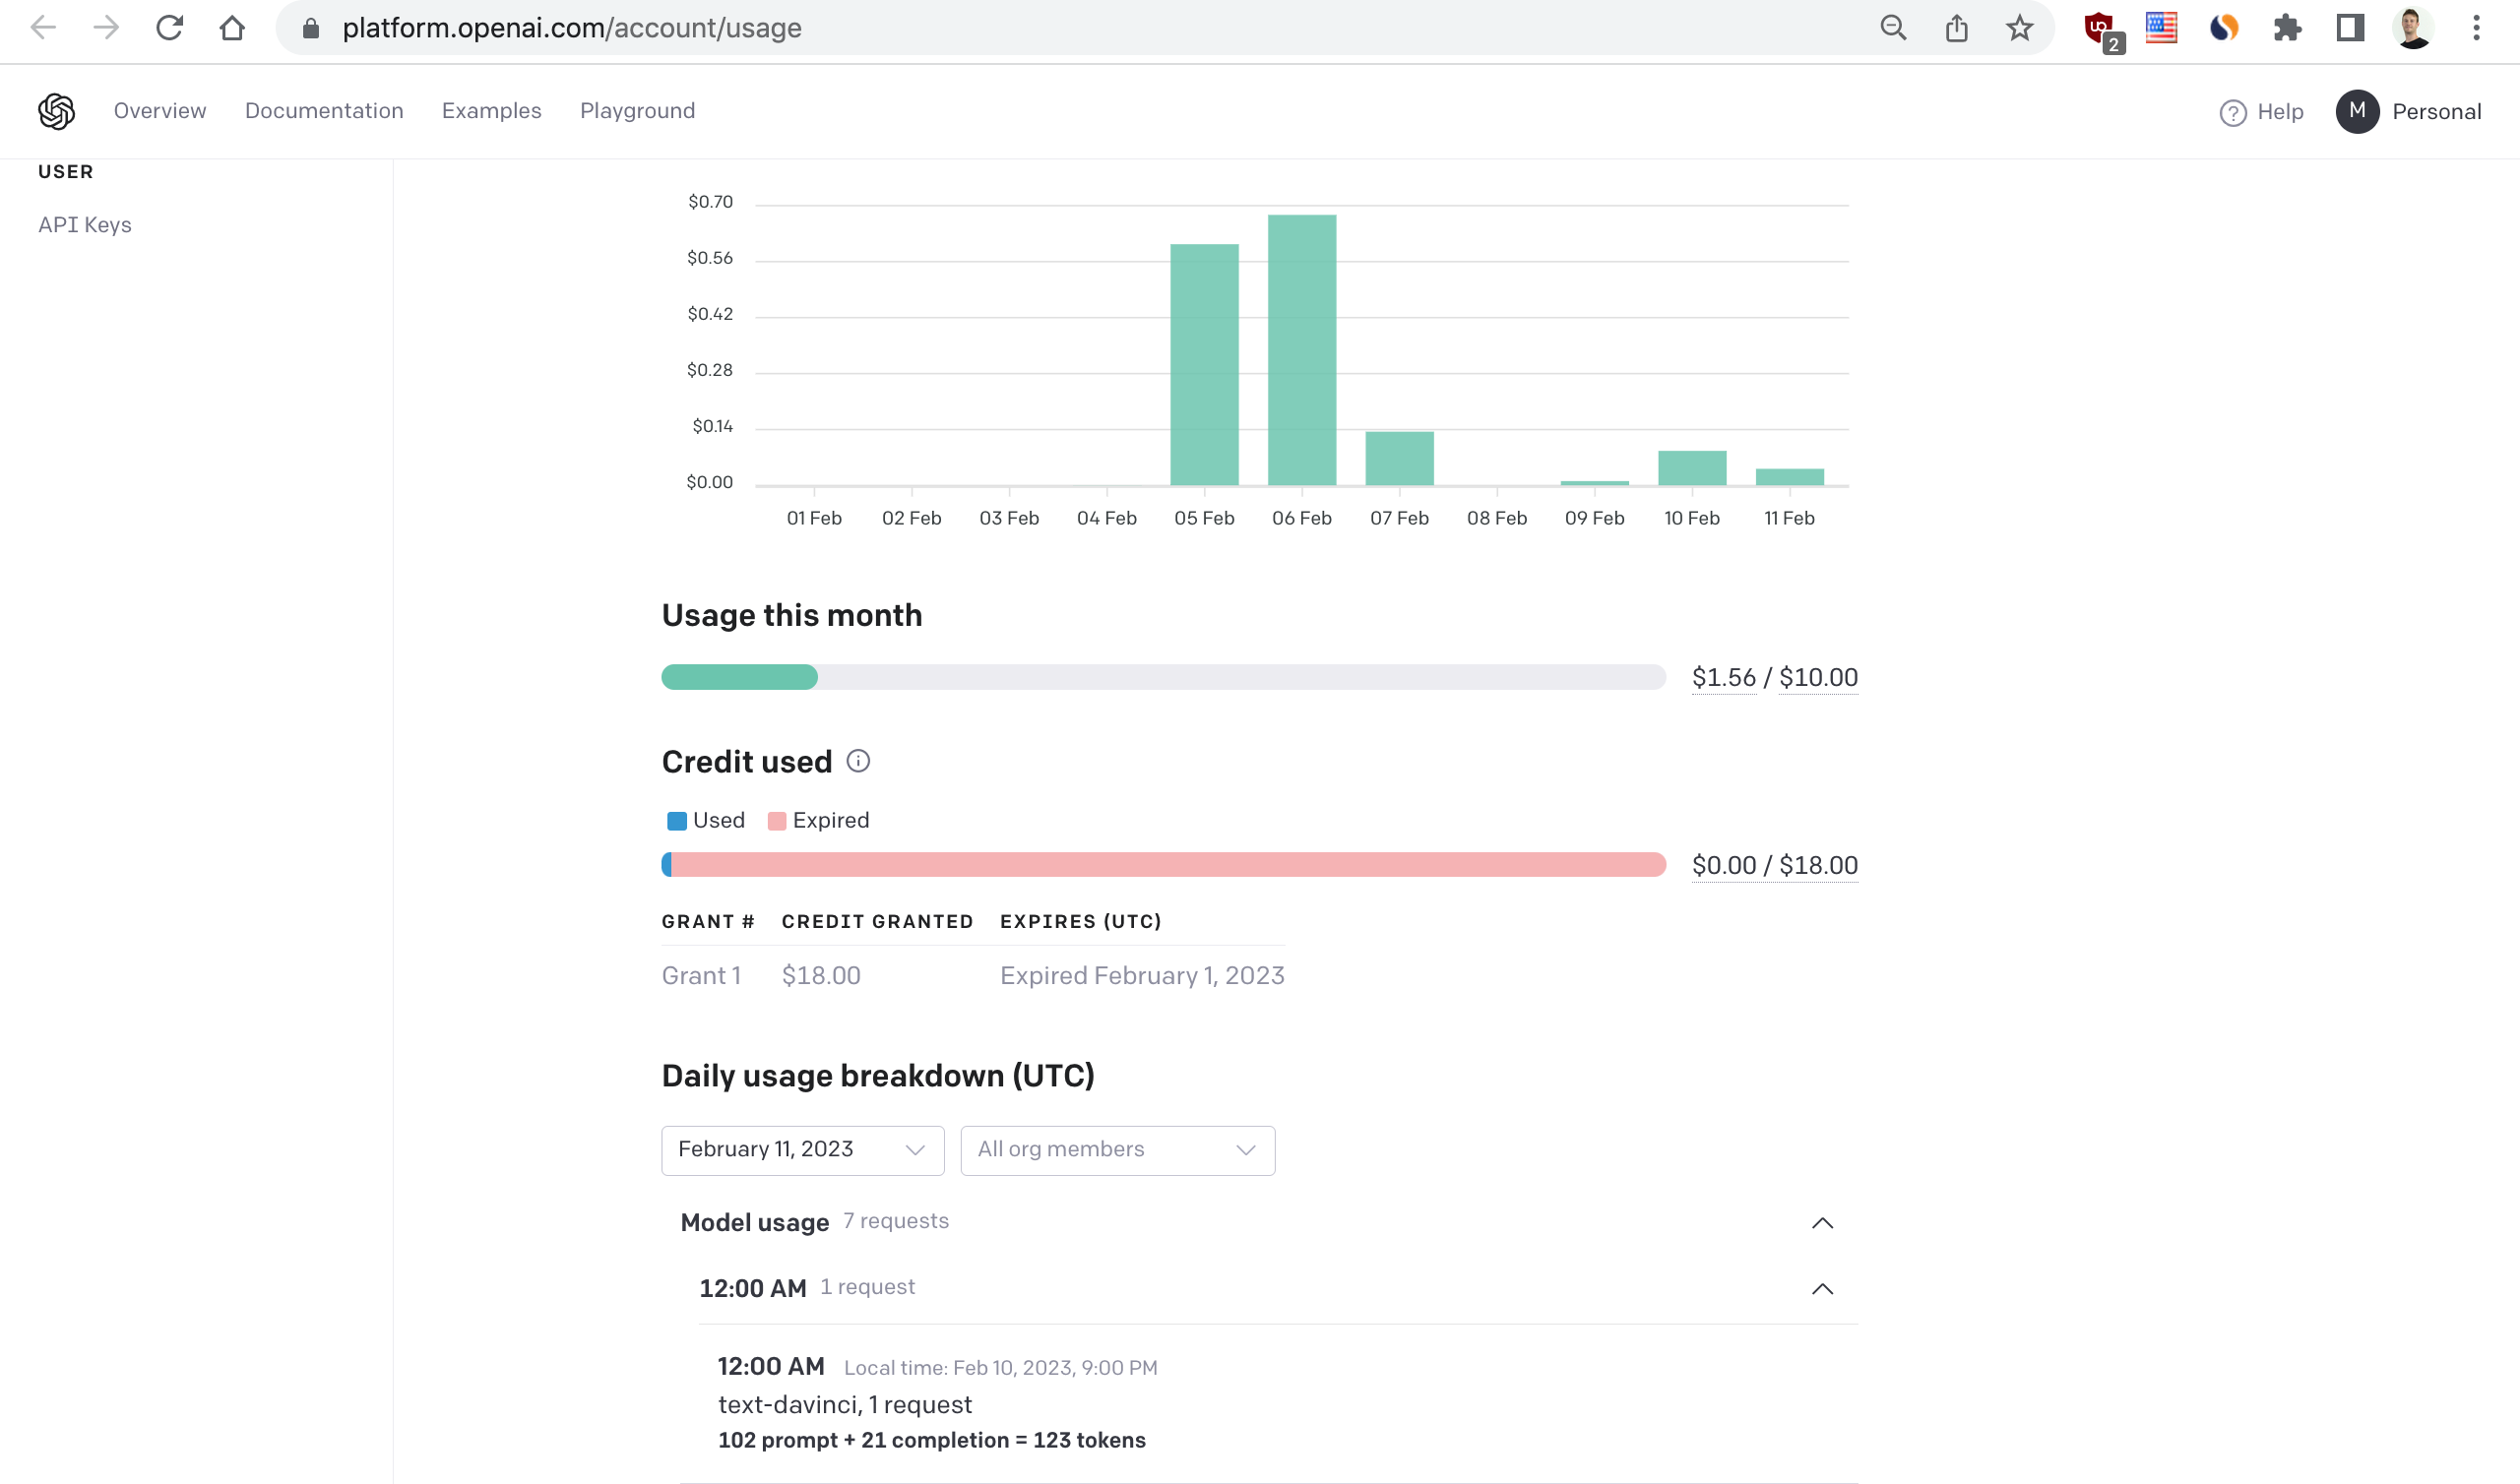 platform.openai.com/account/usage
2
Overview Documentation Examples Playground
Help M Personal
USER
API Keys
$0.70
$0.56
$0.42
$0.28
$0.14
$0.00
01 Feb 02 Feb 03 Feb 04 Feb 05 Feb 06 Feb 07 Feb 08 Feb 09 Feb 10 Feb 11 Feb
Usage this month
$1.56 / $10.00
Credit used
Used Expired
$0.00 / $18.00
GRANT # CREDIT GRANTED EXPIRES (UTC)
Grant 1 $18.00 Expired February 1, 2023
Daily usage breakdown (UTC)
February 11, 2023 All org members
Model usage 7 requests
12:00 AM 1 request
12:00 AM Local time: Feb 10, 2023, 9:00 PM
text-davinci, 1 request
102 prompt + 21 completion = 123 tokens